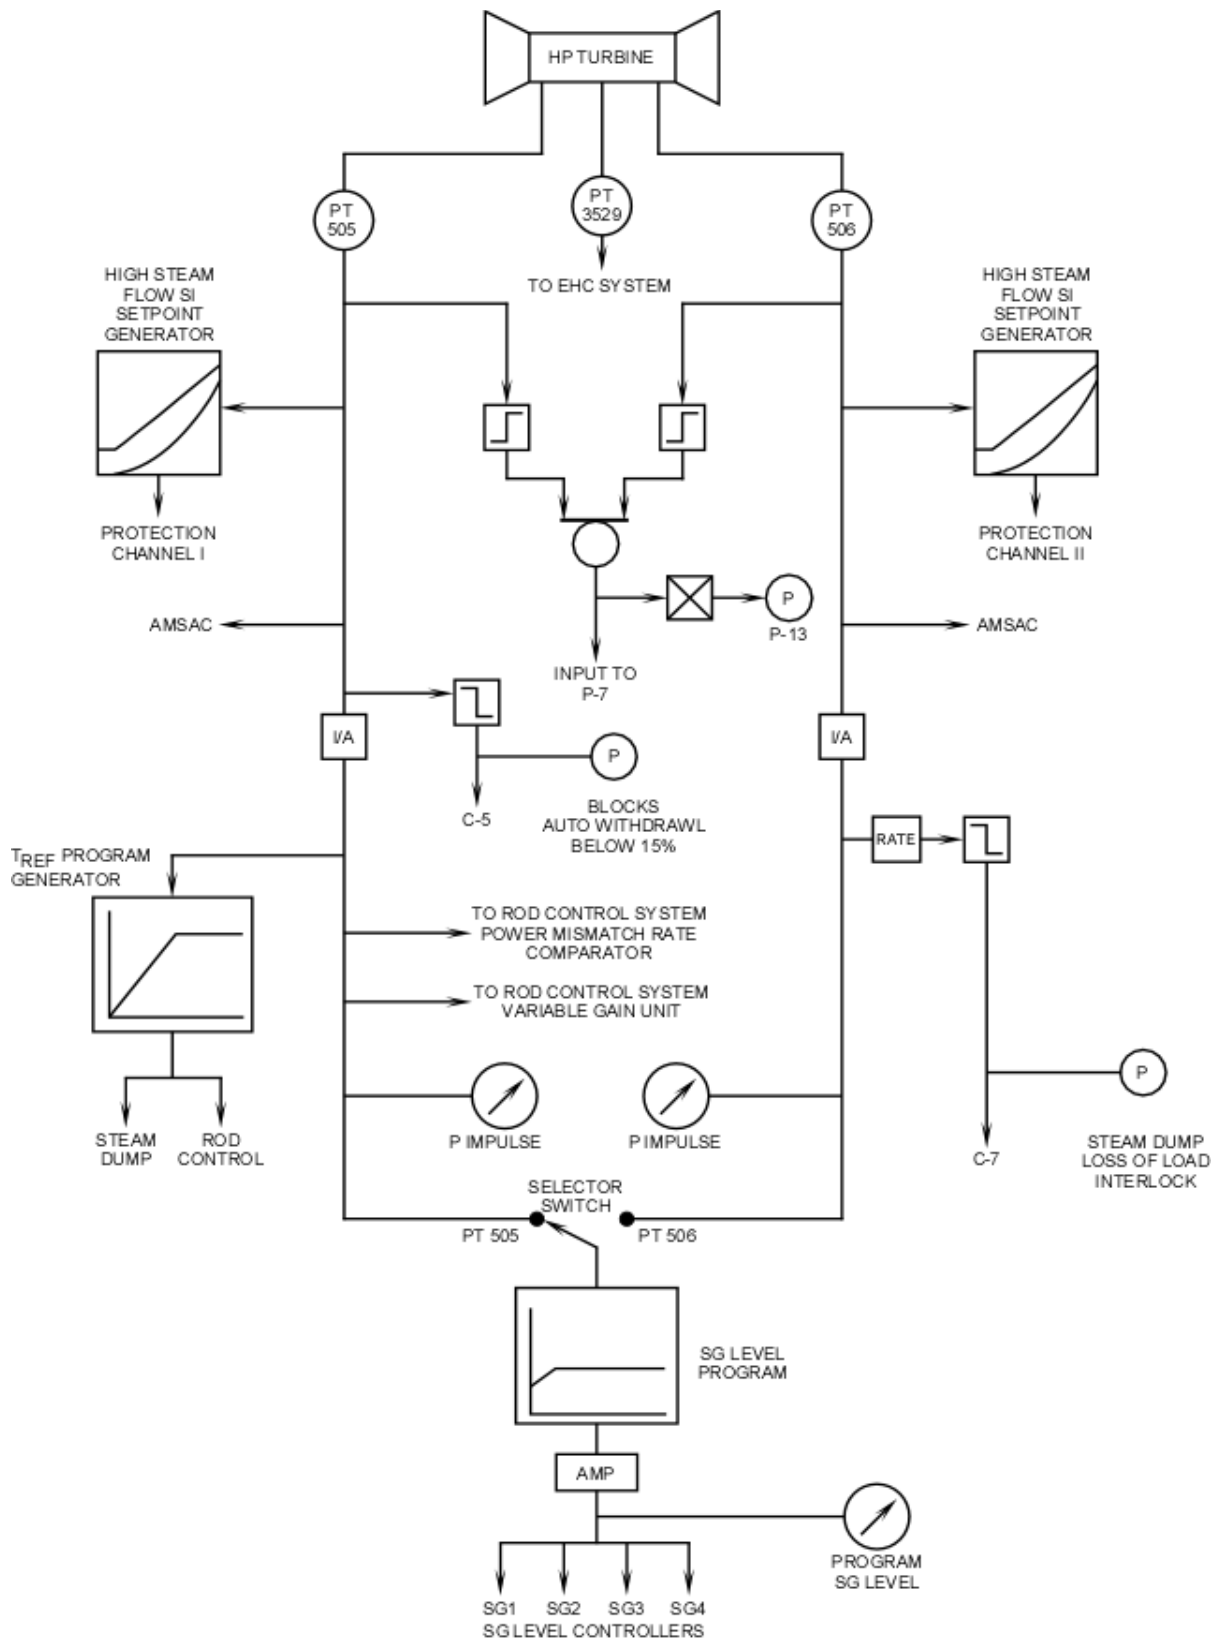 HP TURBINE
PT
505
PT
3529
PT
506
TO EHC SYSTEM
HIGH STEAM
FLOW SI
SETPOINT
GENERATOR
HIGH STEAM
FLOW SI
SETPOINT
GENERATOR
PROTECTION
CHANNEL I
PROTECTION
CHANNEL II
P
P-13
AMSAC
AMSAC
INPUT TO
P-7
I/A
I/A
P
C-5
BLOCKS
AUTO WITHDRAWL
BELOW 15%
RATE
TREF PROGRAM
GENERATOR
TO ROD CONTROL SYSTEM
POWER MISMATCH RATE
COMPARATOR
TO ROD CONTROL SYSTEM
VARIABLE GAIN UNIT
P
P IMPULSE
P IMPULSE
STEAM
DUMP
ROD
CONTROL
C-7
STEAM DUMP
LOSS OF LOAD
INTERLOCK
SELECTOR
SWITCH
PT 505
PT 506
SG LEVEL
PROGRAM
AMP
PROGRAM
SG LEVEL
SG1 SG2 SG3 SG4
SG LEVEL CONTROLLERS